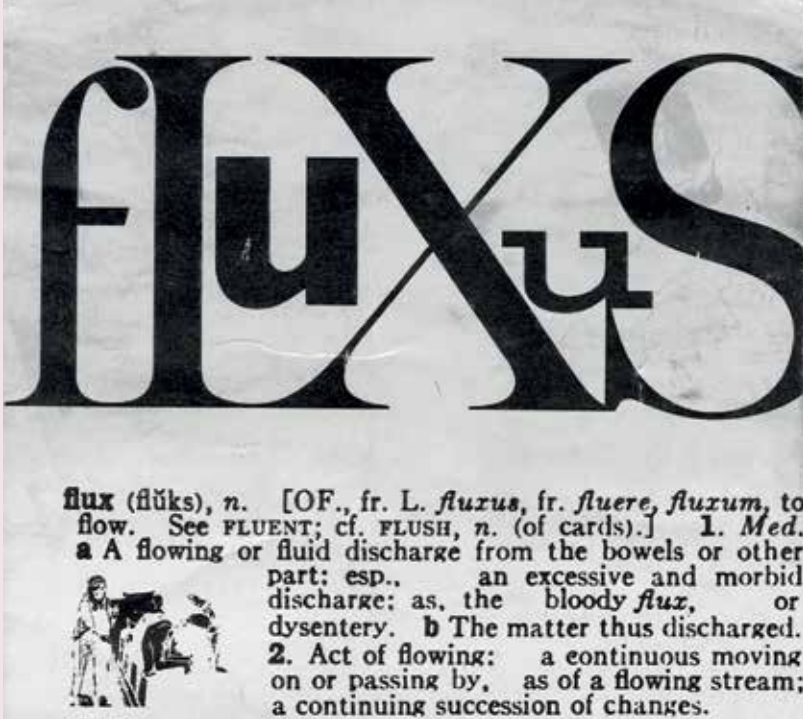 fluXuS
flux (flŭks), n. [OF., fr. L. fluxus, fr. fluere, fluxum, to
flow. See FLUENT; cf. FLUSH, n. (of cards).] 1. Med.
a A flowing or fluid discharge from the bowels or other
part: esp., an excessive and morbid
discharge: as, the bloody flux, or
dysentery. b The matter thus discharged.
2. Act of flowing: a continuous moving
on or passing by, as of a flowing stream;
a continuing succession of changes.